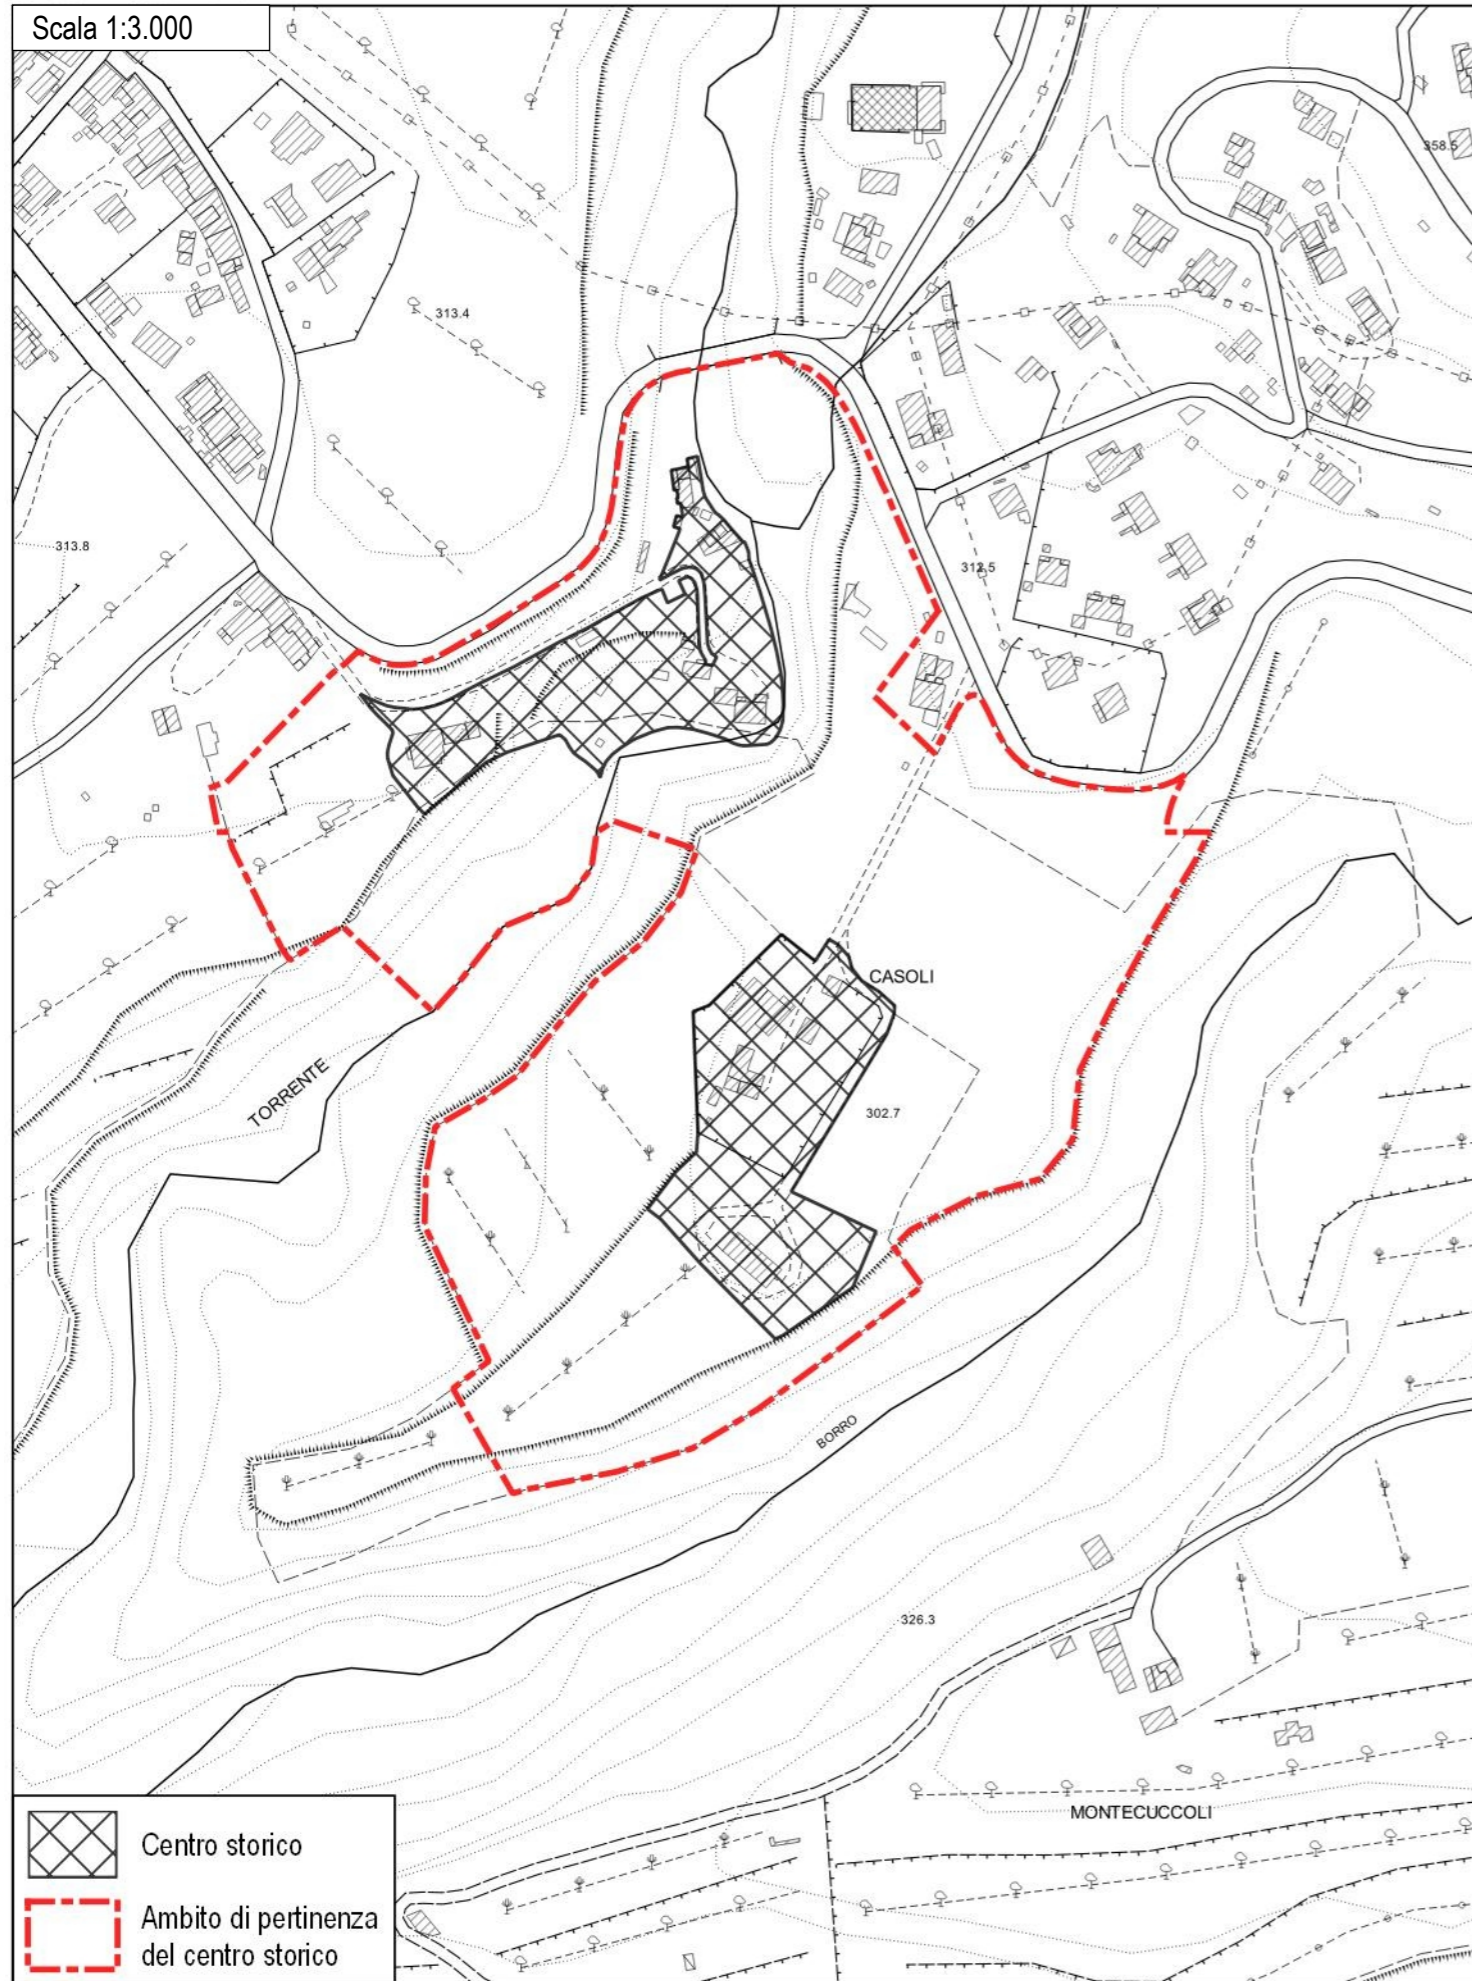 Scala 1:3.000
358.5
313.4
313.8
312.5
CASOLI
302.7
TORRENTE
BORRO
326.3
MONTECUCCOLI
Centro storico
Ambito di pertinenza
del centro storico